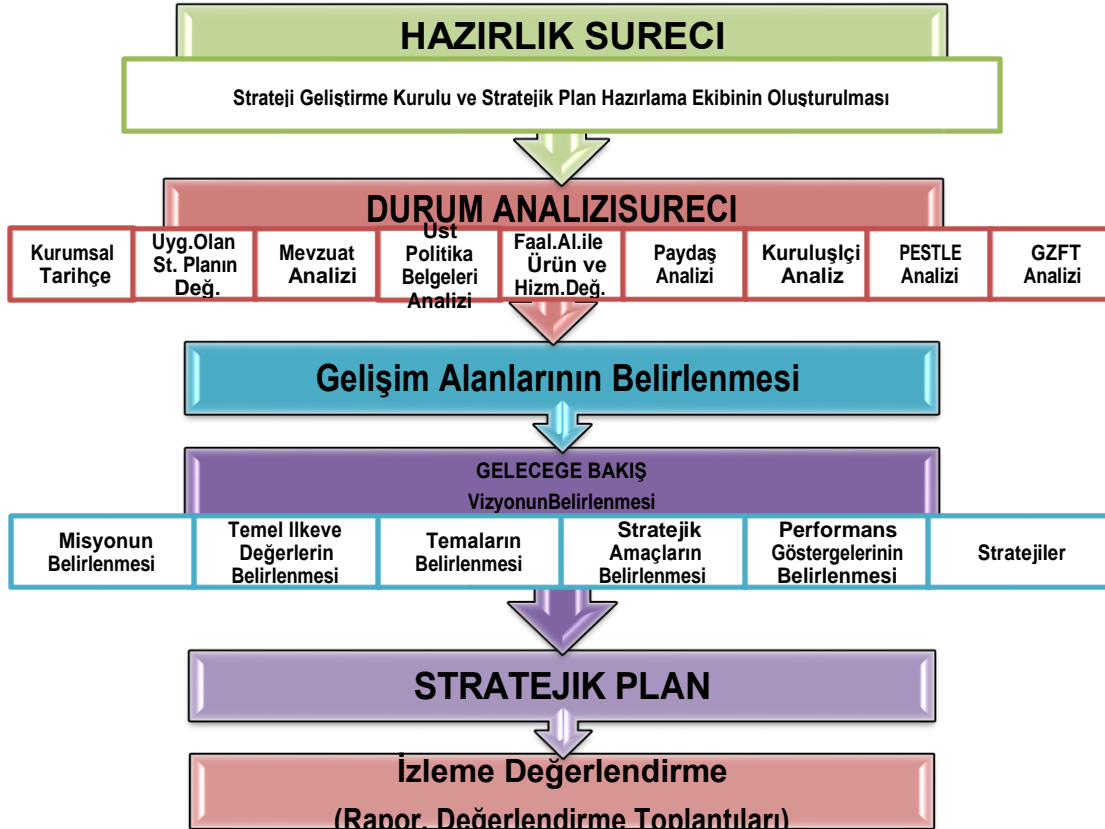 HAZIRLIK SURECI
Strateji Geliştirme Kurulu ve Stratejik Plan Hazırlama Ekibinin Oluşturulması
DURUM ANALIZISURECI
Kurumsal
Tarihçe
Uyg.Olan
St. Planın
Değ.
Mevzuat
Analizi
Üst
Politika
Belgeleri
Analizi
Faal.Al.ile
Ürün ve
Hizm.Değ.
Paydaş
Analizi
Kuruluşİçi
Analiz
PESTLE
Analizi
GZFT
Analizi
Gelişim Alanlarının Belirlenmesi
GELECEGE BAKIŞ
VizyonunBelirlenmesi
Misyonun
Belirlenmesi
Temel Ilkeve
Değerlerin
Belirlenmesi
Temaların
Belirlenmesi
Stratejik
Amaçların
Belirlenmesi
Performans
Göstergelerinin
Belirlenmesi
Stratejiler
STRATEJIK PLAN
İzleme Değerlendirme
(Rapor, Değerlendirme Toplantıları)